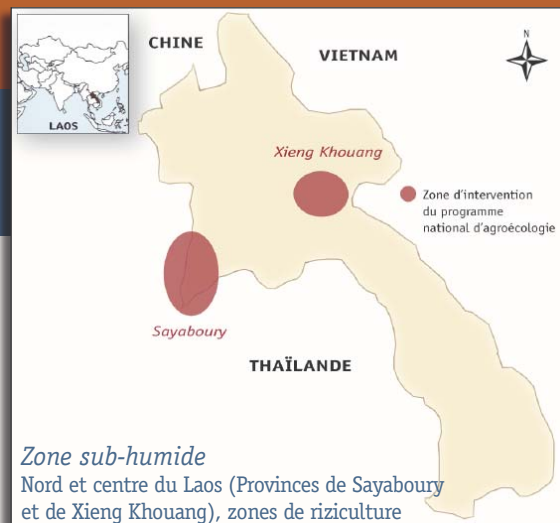 CHINE
VIETNAM
N
LAOS
Xieng Khouang
Zone d'intervention
du programme
national d'agroécologie
Sayaboury
THAÏLANDE
Zone sub-humide
Nord et centre du Laos (Provinces de Sayaboury
et de Xieng Khouang), zones de riziculture